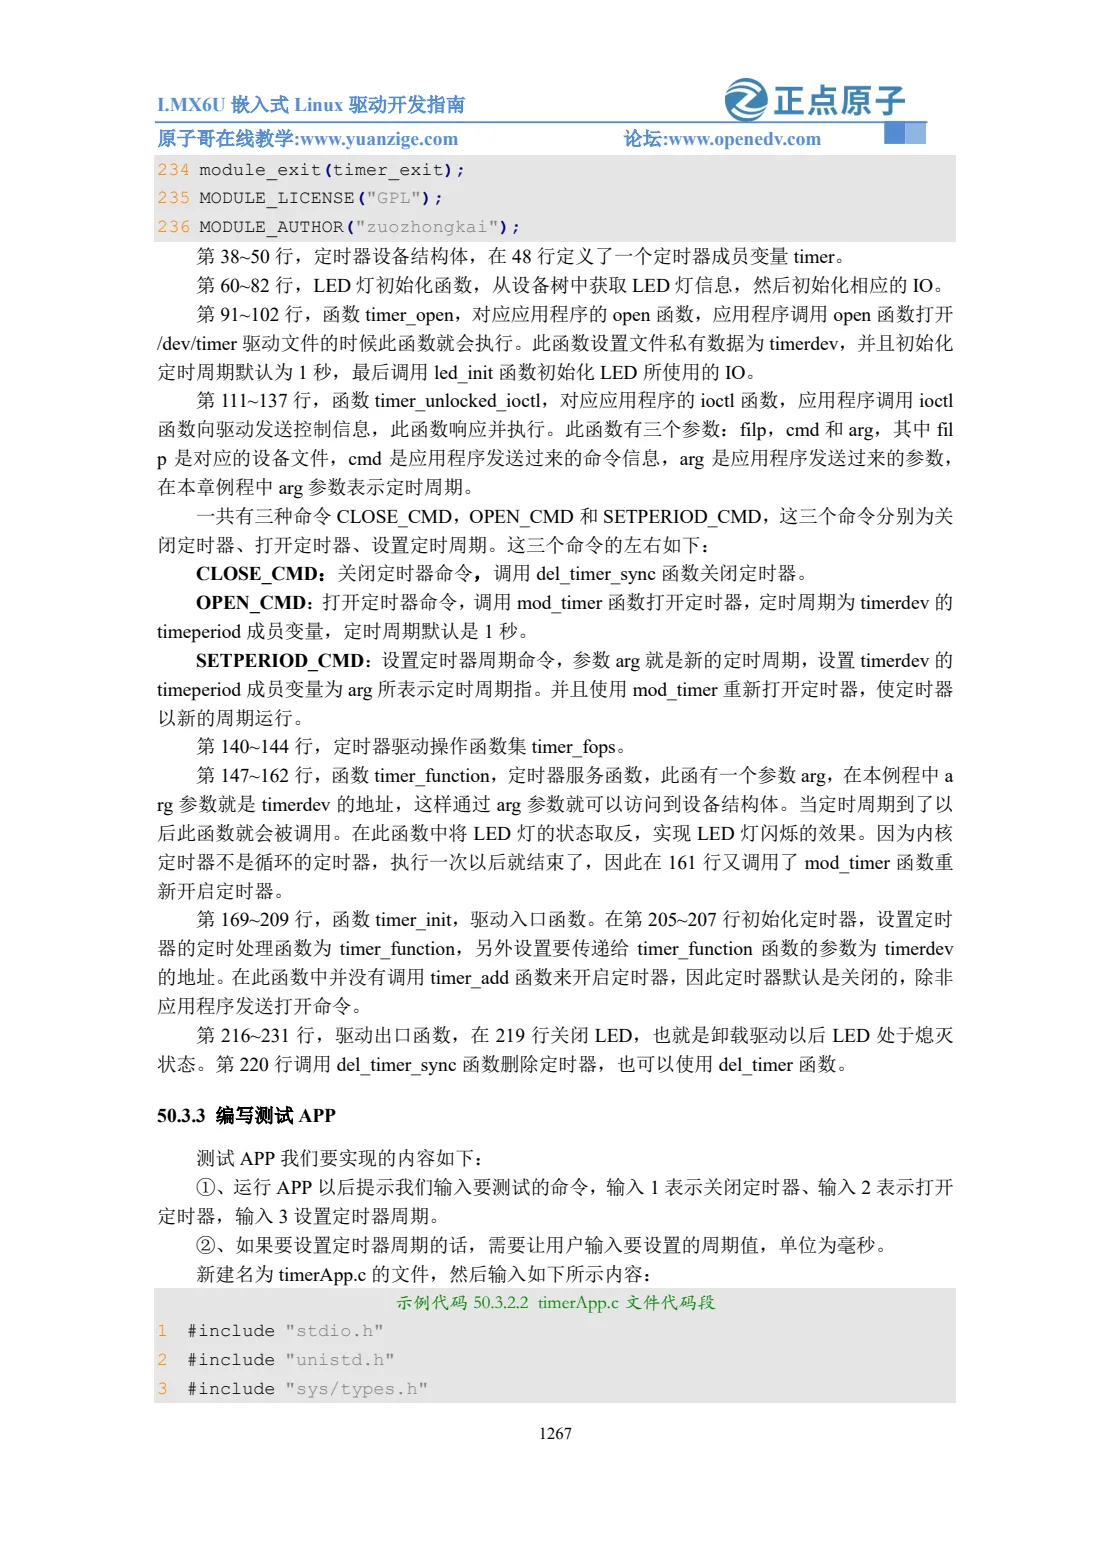 I.MX6U 嵌入式 Linux 驱动开发指南
正点原子
原子哥在线教学:www.yuanzige.com 论坛:www.openedv.com
234 module_exit(timer_exit);
235 MODULE_LICENSE("GPL");
236 MODULE_AUTHOR("zuozhongkai");
第 38~50 行，定时器设备结构体，在 48 行定义了一个定时器成员变量 timer。
第 60~82 行，LED 灯初始化函数，从设备树中获取 LED 灯信息，然后初始化相应的 IO。
第 91~102 行，函数 timer_open，对应应用程序的 open 函数，应用程序调用 open 函数打开
/dev/timer 驱动文件的时候此函数就会执行。此函数设置文件私有数据为 timerdev，并且初始化
定时周期默认为 1 秒，最后调用 led_init 函数初始化 LED 所使用的 IO。
第 111~137 行，函数 timer_unlocked_ioctl，对应应用程序的 ioctl 函数，应用程序调用 ioctl
函数向驱动发送控制信息，此函数响应并执行。此函数有三个参数：filp，cmd 和 arg，其中 fil
p 是对应的设备文件，cmd 是应用程序发送过来的命令信息，arg 是应用程序发送过来的参数，
在本章例程中 arg 参数表示定时周期。
一共有三种命令 CLOSE_CMD，OPEN_CMD 和 SETPERIOD_CMD，这三个命令分别为关
闭定时器、打开定时器、设置定时周期。这三个命令的左右如下：
CLOSE_CMD：关闭定时器命令，调用 del_timer_sync 函数关闭定时器。
OPEN_CMD：打开定时器命令，调用 mod_timer 函数打开定时器，定时周期为 timerdev 的
timeperiod 成员变量，定时周期默认是 1 秒。
SETPERIOD_CMD：设置定时器周期命令，参数 arg 就是新的定时周期，设置 timerdev 的
timeperiod 成员变量为 arg 所表示定时周期指。并且使用 mod_timer 重新打开定时器，使定时器
以新的周期运行。
第 140~144 行，定时器驱动操作函数集 timer_fops。
第 147~162 行，函数 timer_function，定时器服务函数，此函有一个参数 arg，在本例程中 a
rg 参数就是 timerdev 的地址，这样通过 arg 参数就可以访问到设备结构体。当定时周期到了以
后此函数就会被调用。在此函数中将 LED 灯的状态取反，实现 LED 灯闪烁的效果。因为内核
定时器不是循环的定时器，执行一次以后就结束了，因此在 161 行又调用了 mod_timer 函数重
新开启定时器。
第 169~209 行，函数 timer_init，驱动入口函数。在第 205~207 行初始化定时器，设置定时
器的定时处理函数为 timer_function，另外设置要传递给 timer_function 函数的参数为 timerdev
的地址。在此函数中并没有调用 timer_add 函数来开启定时器，因此定时器默认是关闭的，除非
应用程序发送打开命令。
第 216~231 行，驱动出口函数，在 219 行关闭 LED，也就是卸载驱动以后 LED 处于熄灭
状态。第 220 行调用 del_timer_sync 函数删除定时器，也可以使用 del_timer 函数。
50.3.3 编写测试 APP
测试 APP 我们要实现的内容如下：
①、运行 APP 以后提示我们输入要测试的命令，输入 1 表示关闭定时器、输入 2 表示打开
定时器，输入 3 设置定时器周期。
②、如果要设置定时器周期的话，需要让用户输入要设置的周期值，单位为毫秒。
新建名为 timerApp.c 的文件，然后输入如下所示内容：
示例代码 50.3.2.2 timerApp.c 文件代码段
1 #include "stdio.h"
2 #include "unistd.h"
3 #include "sys/types.h"
1267